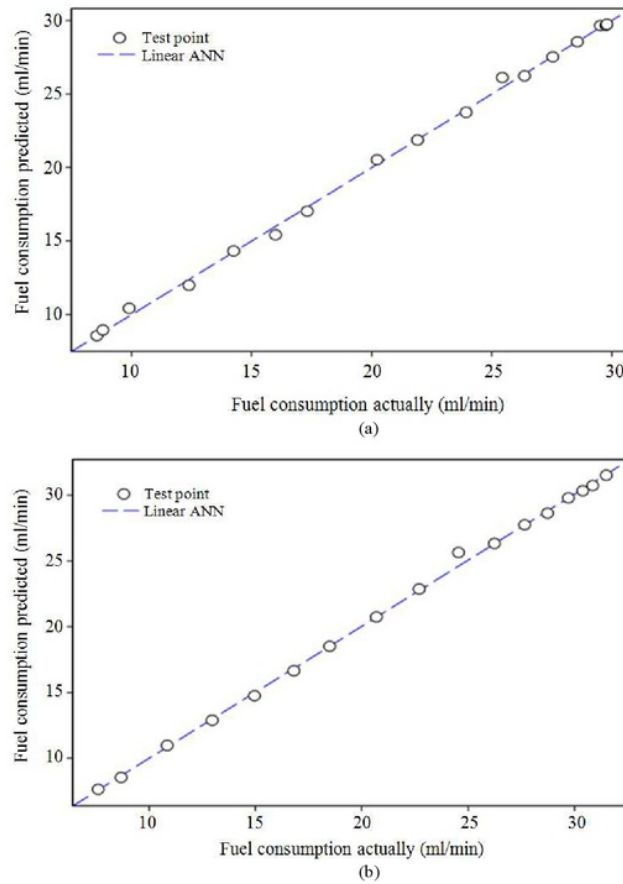 30
25
20
15
10
Fuel consumption predicted (ml/min)
Test point
Linear ANN
10 15 20 25 30
Fuel consumption actually (ml/min)
(a)
30
25
20
15
10
Fuel consumption predicted (ml/min)
Test point
Linear ANN
10 15 20 25 30
Fuel consumption actually (ml/min)
(b)